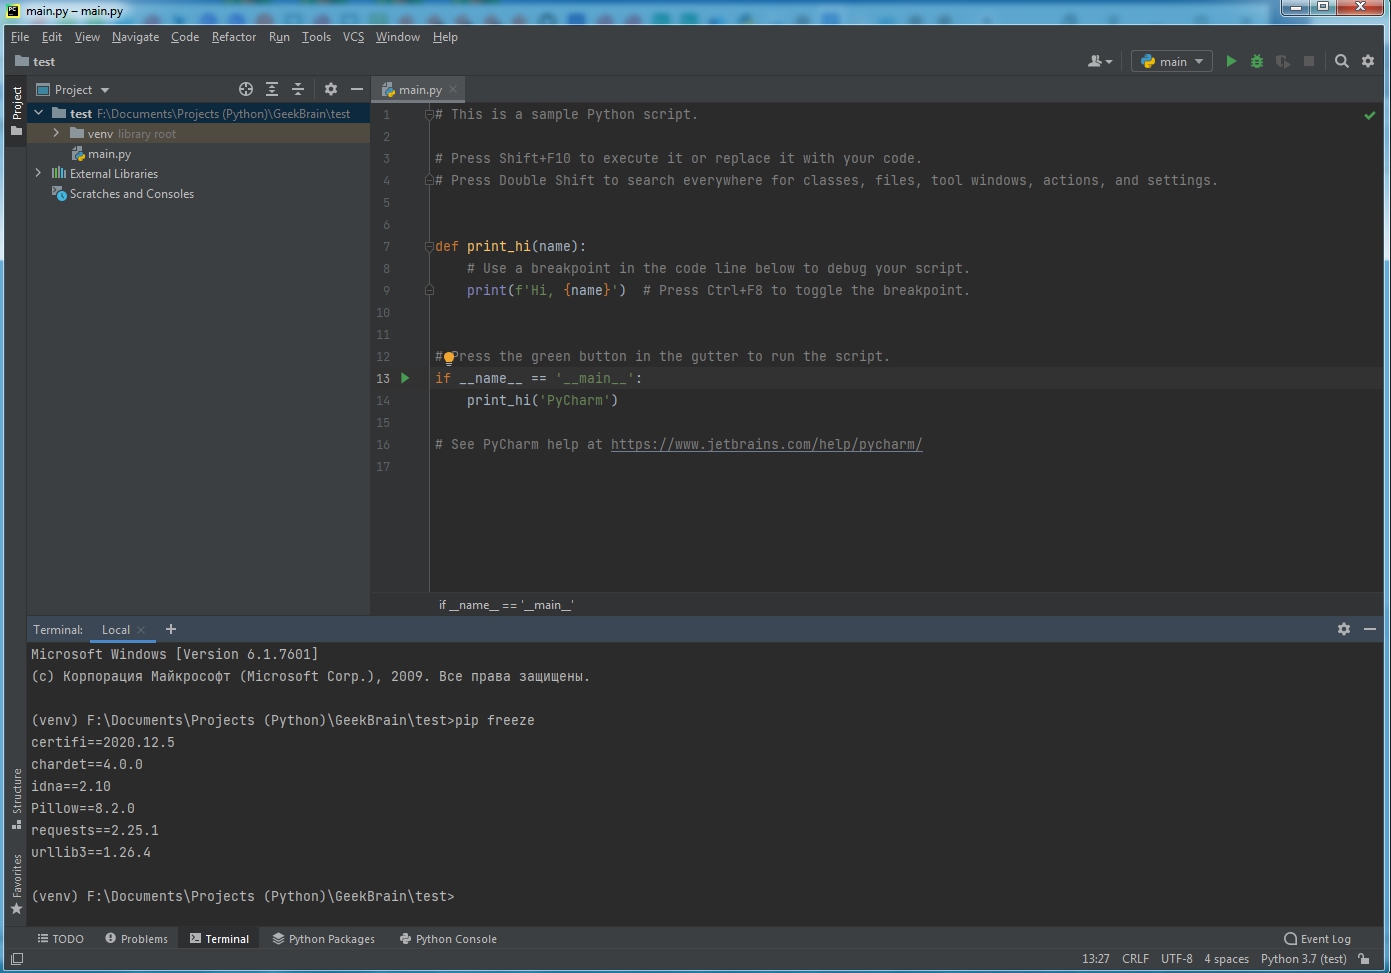 main.py – main.py
File Edit View Navigate Code Refactor Run Tools VCS Window Help
test
main
Project
Project
main.py
test F:\Documents\Projects (Python)\GeekBrain\test
venv library root
main.py
External Libraries
Scratches and Consoles
1 # This is a sample Python script.
2
3 # Press Shift+F10 to execute it or replace it with your code.
4 # Press Double Shift to search everywhere for classes, files, tool windows, actions, and settings.
5
6
7 def print_hi(name):
8 # Use a breakpoint in the code line below to debug your script.
9 print(f'Hi, {name}') # Press Ctrl+F8 to toggle the breakpoint.
10
11
12 # Press the green button in the gutter to run the script.
13 if __name__ == '__main__':
14 print_hi('PyCharm')
15
16 # See PyCharm help at https://www.jetbrains.com/help/pycharm/
17
if __name__ == '__main__'
Terminal: Local
Microsoft Windows [Version 6.1.7601]
(c) Корпорация Майкрософт (Microsoft Corp.), 2009. Все права защищены.
(venv) F:\Documents\Projects (Python)\GeekBrain\test>pip freeze
certifi==2020.12.5
chardet==4.0.0
idna==2.10
Pillow==8.2.0
requests==2.25.1
urllib3==1.26.4
(venv) F:\Documents\Projects (Python)\GeekBrain\test>
Structure
Favorites
TODO Problems Terminal Python Packages Python Console Event Log
13:27 CRLF UTF-8 4 spaces Python 3.7 (test)